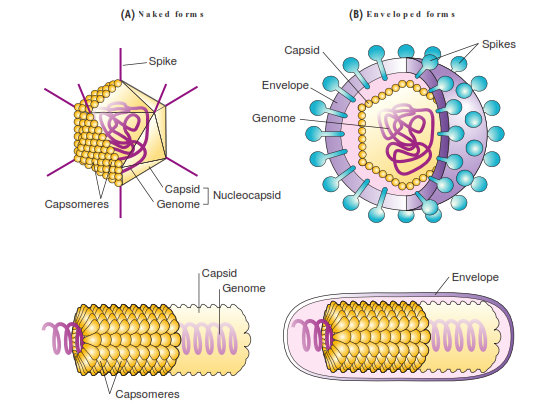 (A) Naked forms
Spike
Capsomeres
Capsid
Genome
Nucleocapsid
(B) Enveloped forms
Capsid
Spikes
Envelope
Genome
Capsid
Genome
Capsomeres
Envelope